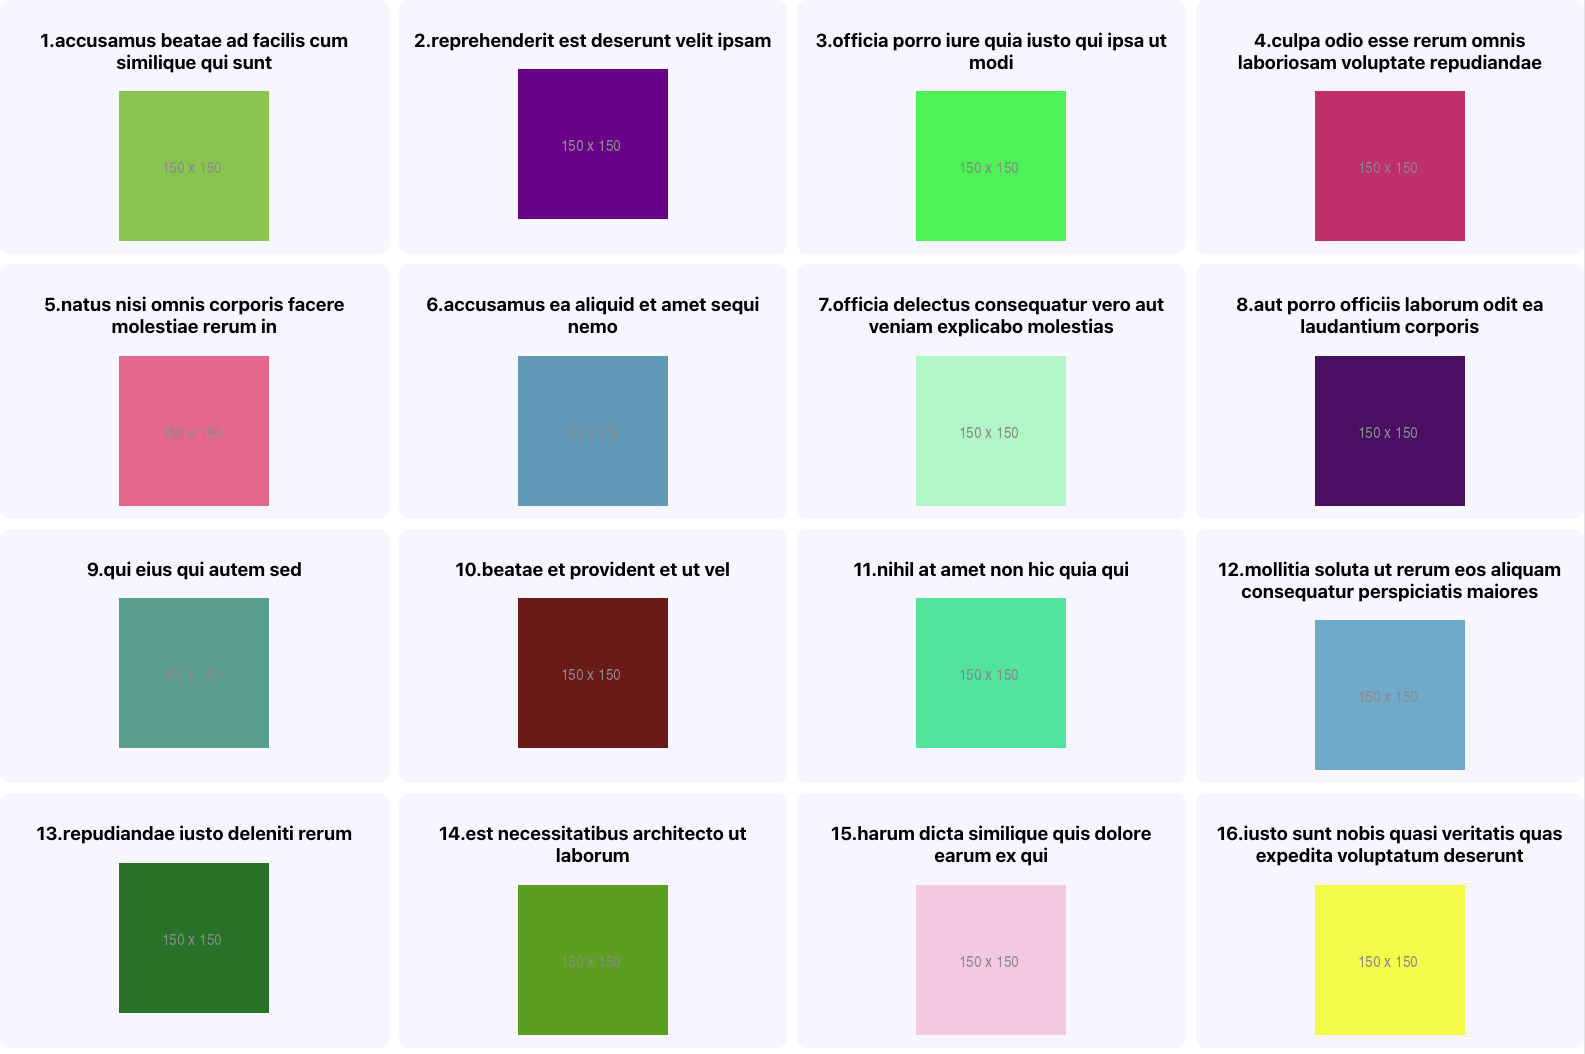 1.accusamus beatae ad facilis cum
similique qui sunt
150 x 150
2.reprehenderit est deserunt velit ipsam
150 x 150
3.officia porro iure quia iusto qui ipsa ut
modi
150 x 150
4.culpa odio esse rerum omnis
laboriosam voluptate repudiandae
150 x 150
5.natus nisi omnis corporis facere
molestiae rerum in
150 x 150
6.accusamus ea aliquid et amet sequi
nemo
150 x 150
7.officia delectus consequatur vero aut
veniam explicabo molestias
150 x 150
8.aut porro officiis laborum odit ea
laudantium corporis
150 x 150
9.qui eius qui autem sed
150 x 150
10.beatae et provident et ut vel
150 x 150
11.nihil at amet non hic quia qui
150 x 150
12.mollitia soluta ut rerum eos aliquam
consequatur perspiciatis maiores
150 x 150
13.repudiandae iusto deleniti rerum
150 x 150
14.est necessitatibus architecto ut
laborum
150 x 150
15.harum dicta similique quis dolore
earum ex qui
150 x 150
16.iusto sunt nobis quasi veritatis quas
expedita voluptatum deserunt
150 x 150